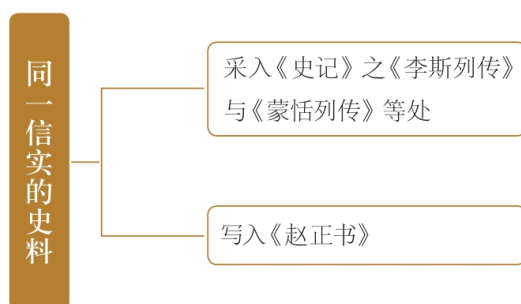 同一信实的史料
采入《史记》之《李斯列传》
与《蒙恬列传》等处
写入《赵正书》